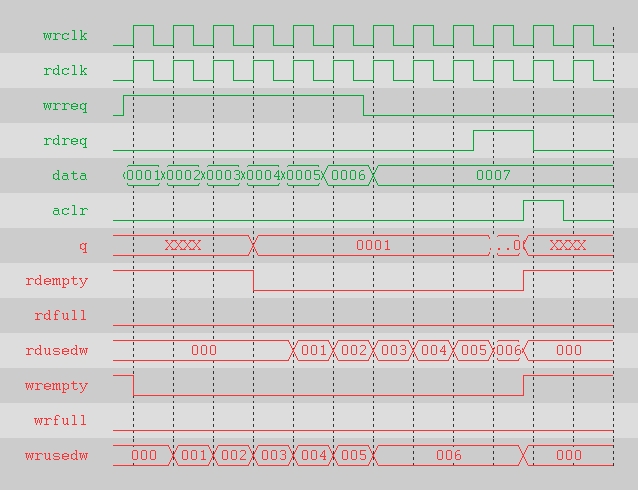 wrclk
rdclk
wrreq
rdreq
data 0001 0002 0003 0004 0005 0006 0007
aclr
q XXXX 0001 ...00 XXXX
rdempty
rdfull
rdusedw 000 001 002 003 004 005 006 000
wrempty
wrfull
wrusedw 000 001 002 003 004 005 006 000